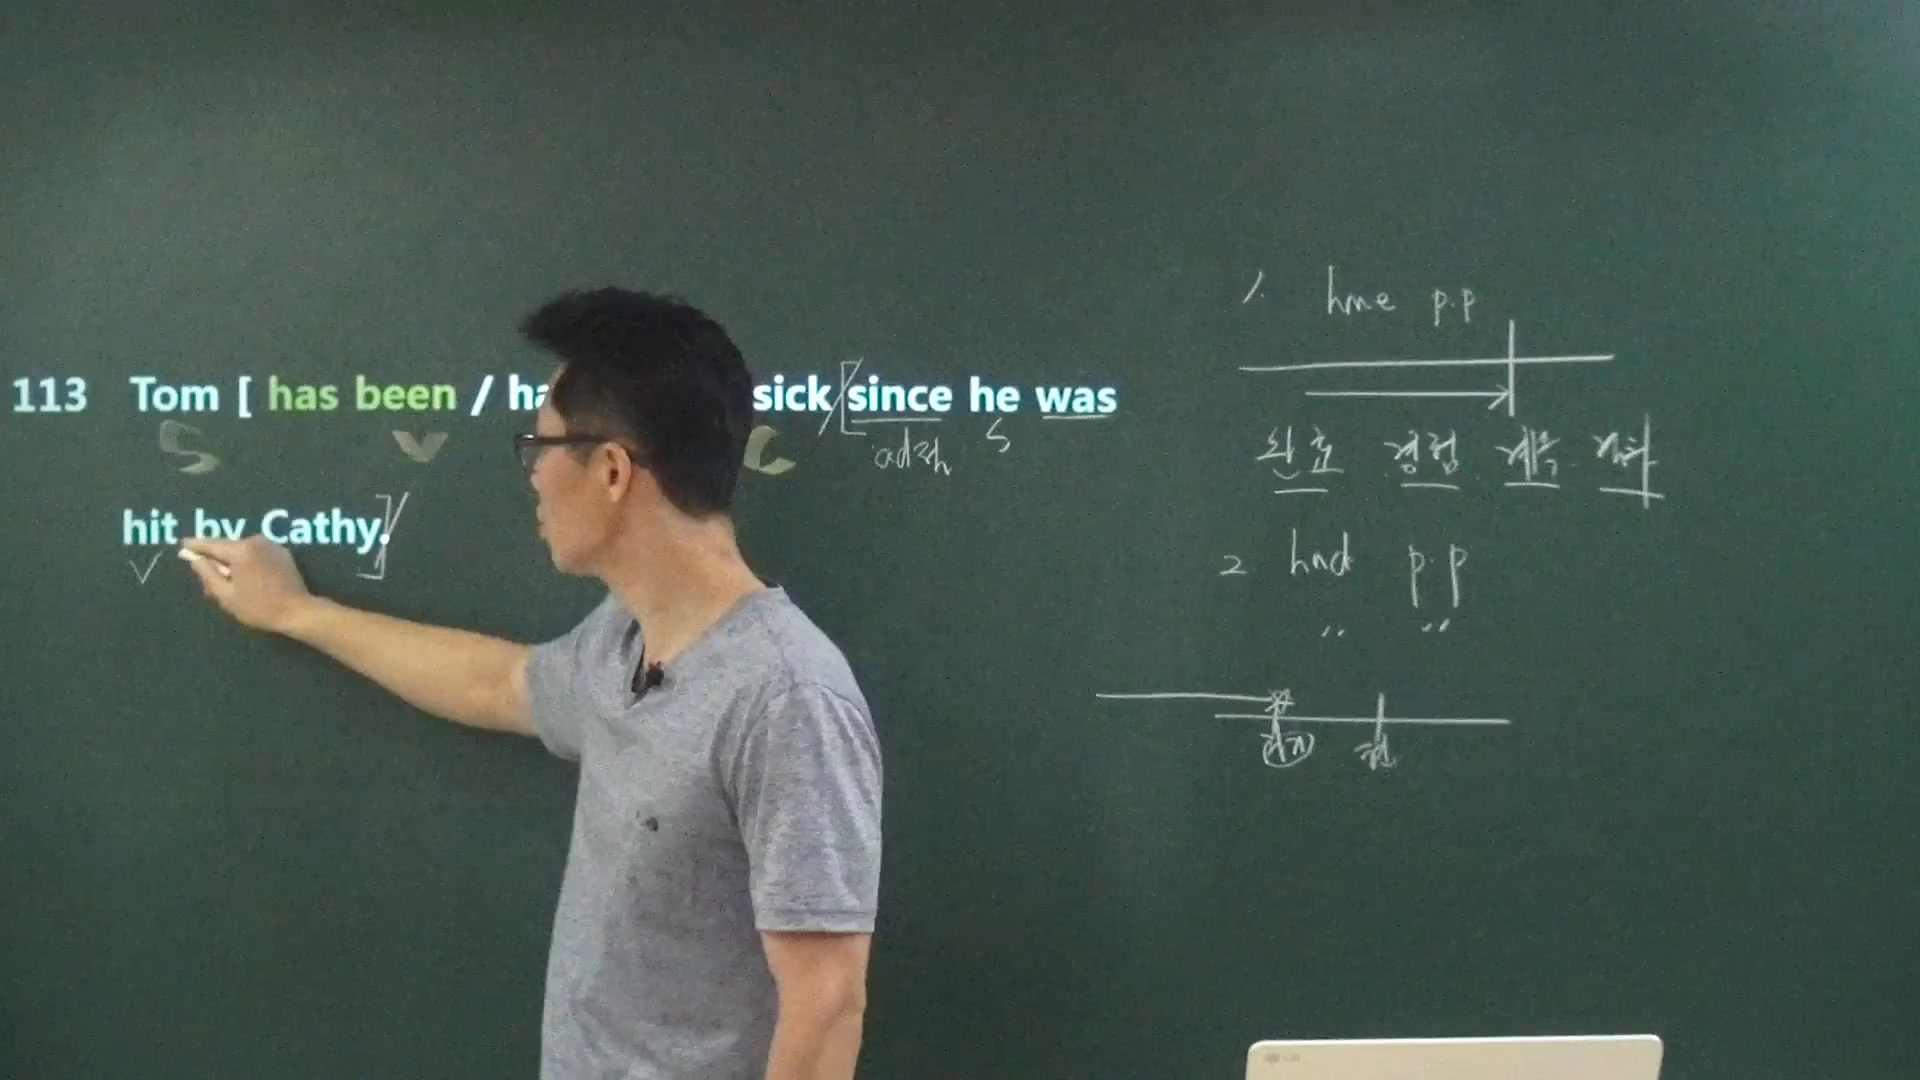 113 Tom [ has been / ha sick since he was
S V C adzh S
hit by Cathy. ]
V
1. have p.p
완료 경험 계속 결과
2 had p.p
" "
과거 현